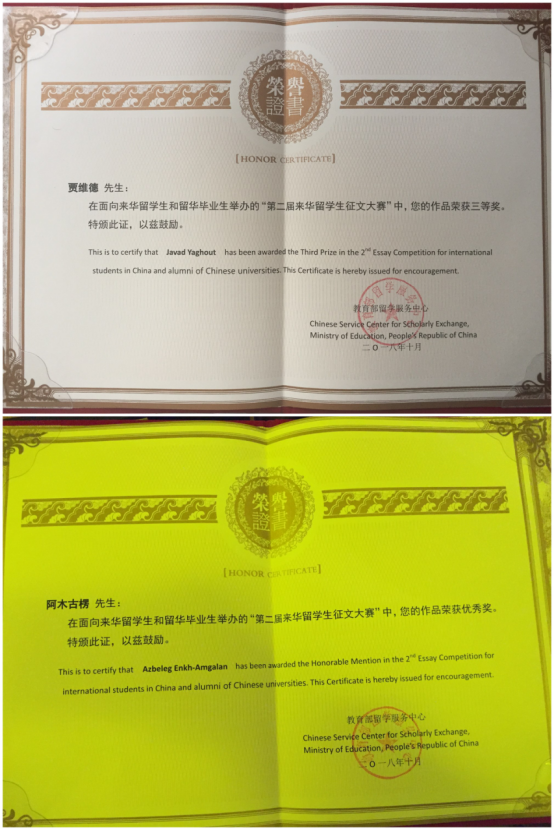 榮譽
證書
[HONOR CERTIFICATE]
贾维德 先生：
在面向来华留学生和留华毕业生举办的“第二届来华留学生征文大赛”中，您的作品荣获三等奖。
特颁此证，以兹鼓励。
This is to certify that Javad Yaghout has been awarded the Third Prize in the 2nd Essay Competition for international
students in China and alumni of Chinese universities. This Certificate is hereby issued for encouragement.
教育部留学服务中心
Chinese Service Center for Scholarly Exchange,
Ministry of Education, People's Republic of China
二O一八年十月
榮譽
證書
[HONOR CERTIFICATE]
阿木古楞 先生：
在面向来华留学生和留华毕业生举办的“第二届来华留学生征文大赛”中，您的作品荣获优秀奖。
特颁此证，以兹鼓励。
This is to certify that Azbeleg Enkh-Amgalan has been awarded the Honorable Mention in the 2nd Essay Competition for
international students in China and alumni of Chinese universities. This Certificate is hereby issued for encouragement.
教育部留学服务中心
Chinese Service Center for Scholarly Exchange,
Ministry of Education, People's Republic of China
二O一八年十月